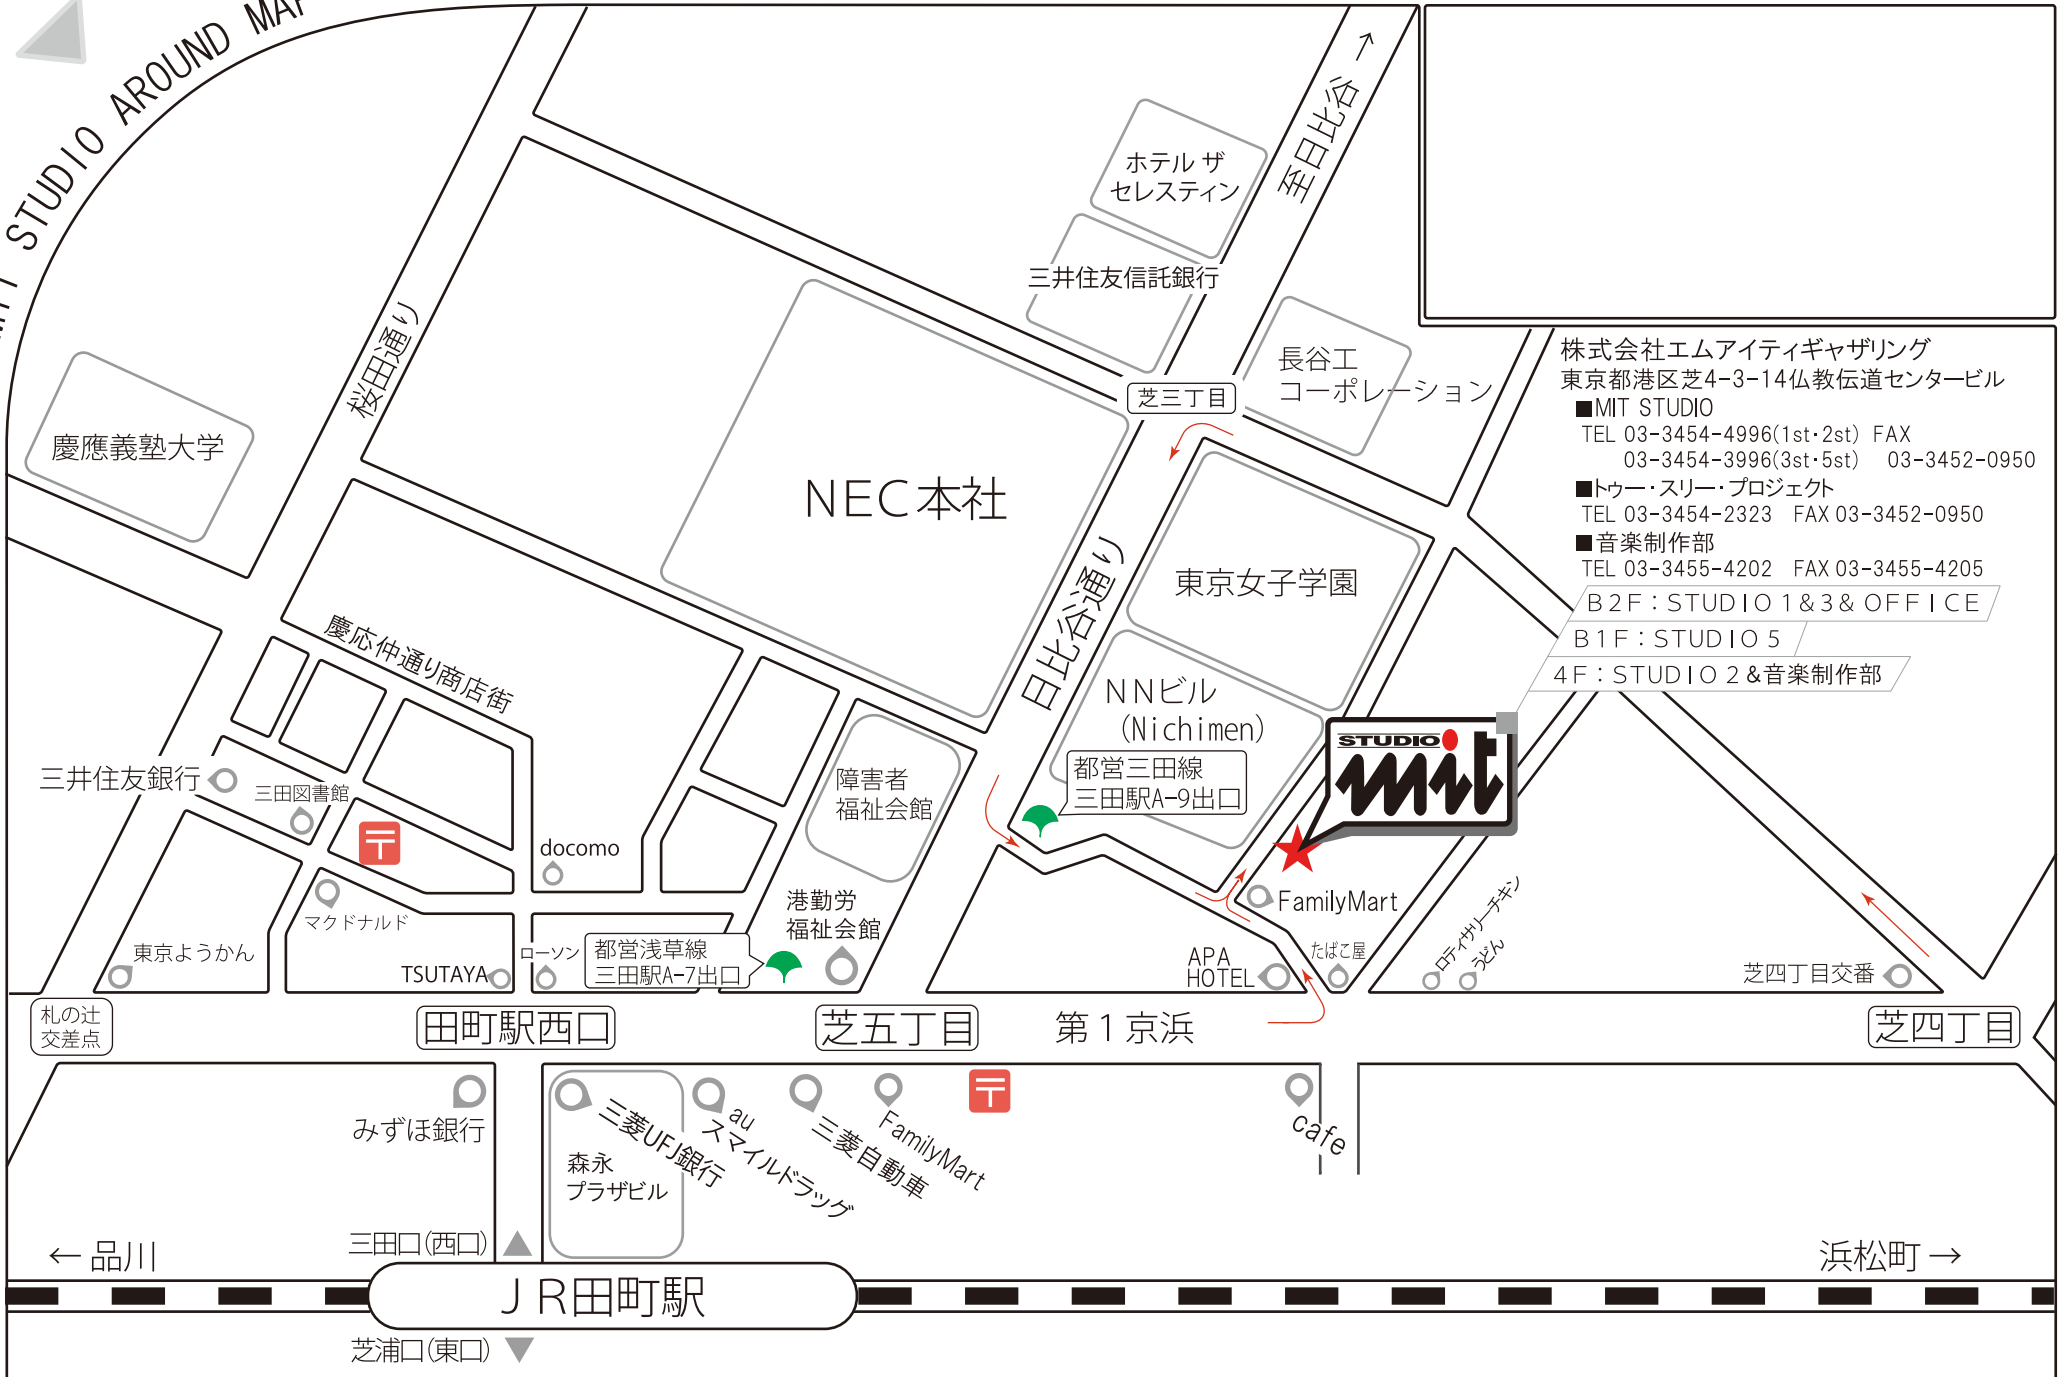 STUDIO AROUND MAP
至日比谷→
ホテル ザ
セレスティン
三井住友信託銀行
長谷工
コーポレーション
芝三丁目
桜田通り
慶應義塾大学
NEC本社
日比谷通り
東京女子学園
NNビル
(Nichimen)
都営三田線
三田駅A-9出口
株式会社エムアイティギャザリング
東京都港区芝4-3-14仏教伝道センタービル
■MIT STUDIO
TEL 03-3454-4996(1st・2st) FAX
03-3454-3996(3st・5st) 03-3452-0950
■トゥー・スリー・プロジェクト
TEL 03-3454-2323 FAX 03-3452-0950
■音楽制作部
TEL 03-3455-4202 FAX 03-3455-4205
B2F：STUDIO 1&3& OFFICE
B1F：STUDIO 5
4F：STUDIO 2 &音楽制作部
STUDIO
mit
慶応仲通り商店街
三井住友銀行
三田図書館
〒
docomo
障害者
福祉会館
港勤労
福祉会館
マクドナルド
東京ようかん
TSUTAYA
ローソン
都営浅草線
三田駅A-7出口
FamilyMart
APA
HOTEL
たばこ屋
ロティサリーチキン
うどん
芝四丁目交番
札の辻
交差点
田町駅西口
芝五丁目
第1京浜
芝四丁目
みずほ銀行
三菱UFJ銀行
森永
プラザビル
au
スマイルドラッグ
三菱自動車
FamilyMart
〒
cafe
三田口(西口)
←品川
浜松町→
JR田町駅
芝浦口(東口)